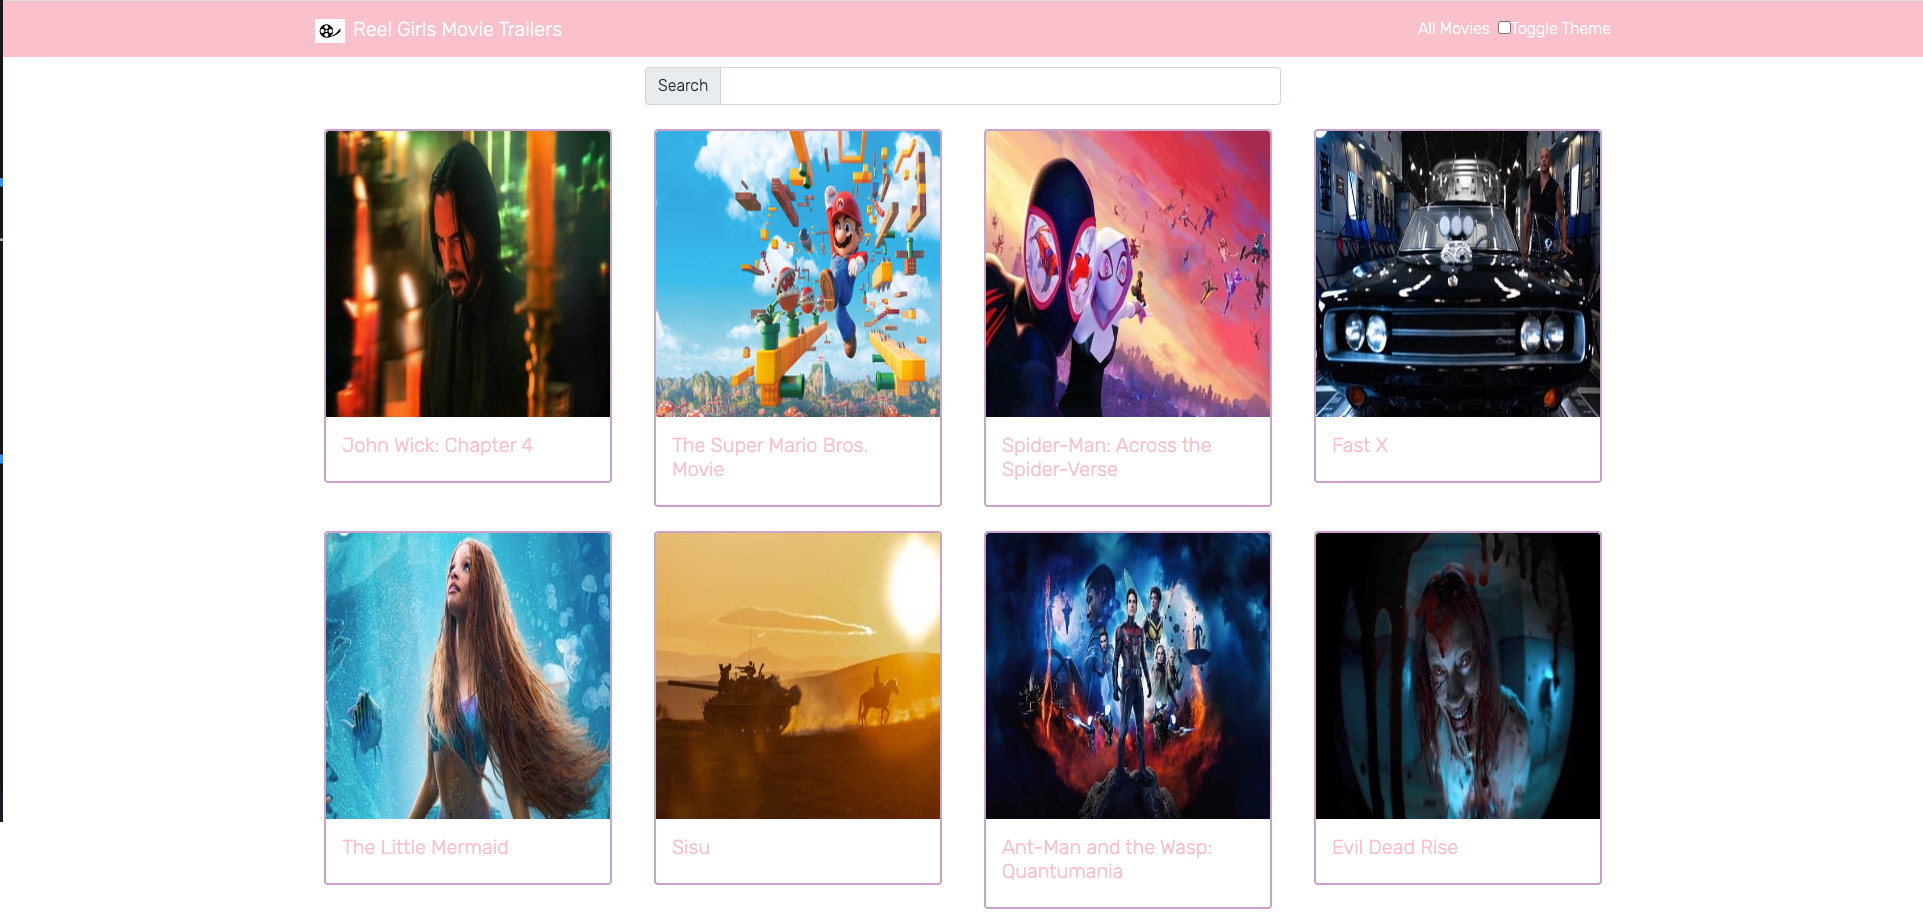 Reel Girls Movie Trailers
All Movies Toggle Theme
Search
John Wick: Chapter 4
The Super Mario Bros.
Movie
Spider-Man: Across the
Spider-Verse
Fast X
The Little Mermaid
Sisu
Ant-Man and the Wasp:
Quantumania
Evil Dead Rise